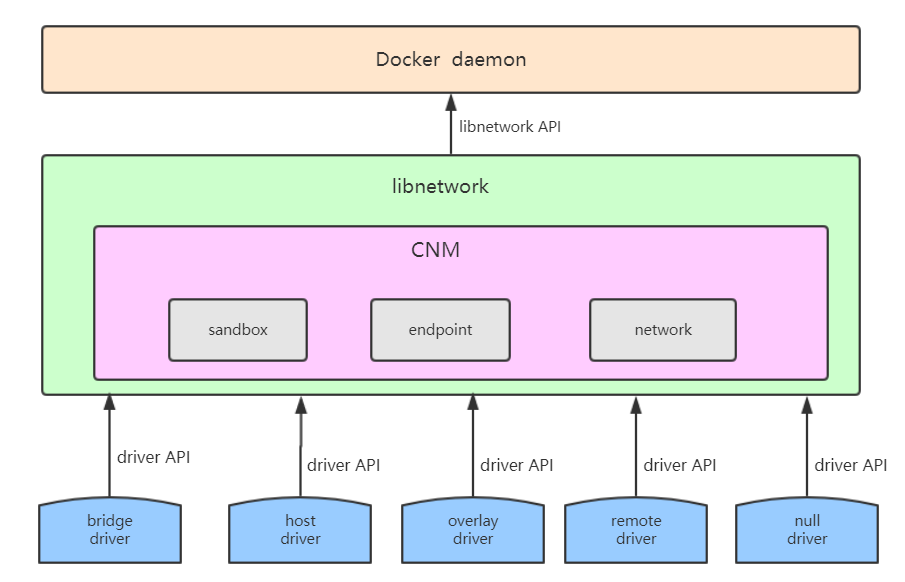 Docker daemon
libnetwork API
libnetwork
CNM
sandbox
endpoint
network
driver API
driver API
driver API
driver API
driver API
bridge
driver
host
driver
overlay
driver
remote
driver
null
driver